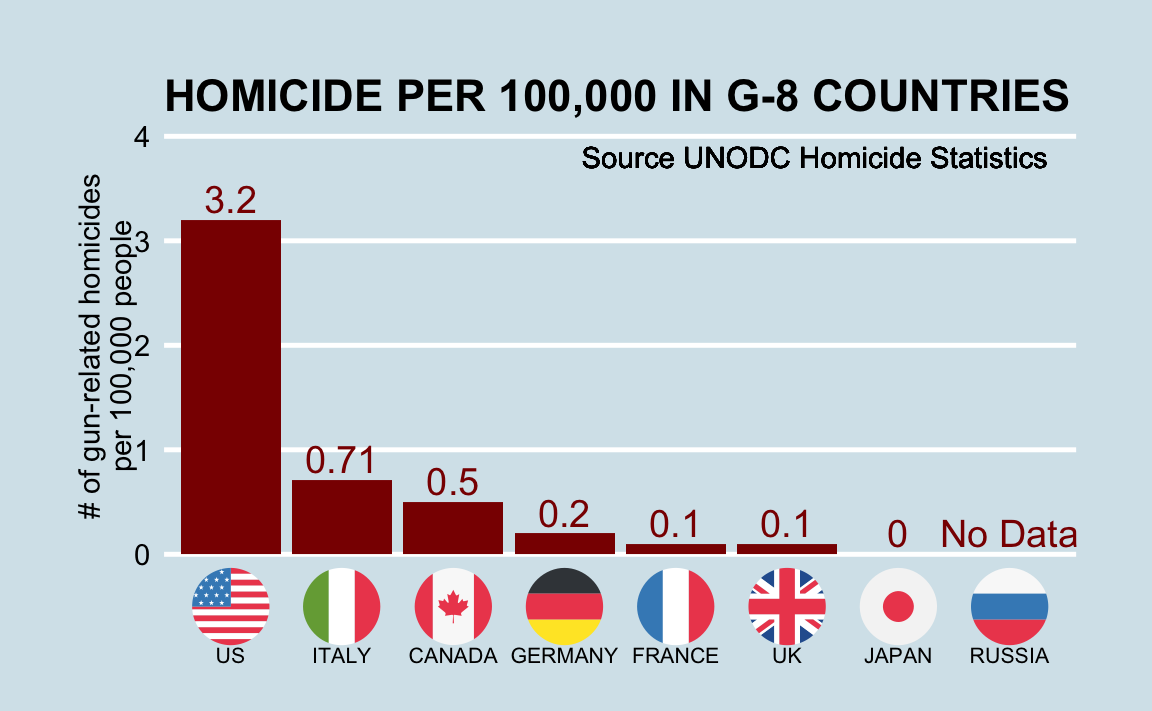 HOMICIDE PER 100,000 IN G-8 COUNTRIES
Source UNODC Homicide Statistics
# of gun-related homicides
per 100,000 people
4
3
2
1
0
3.2
0.71
0.5
0.2
0.1
0.1
0
No Data
US
ITALY
CANADA
GERMANY
FRANCE
UK
JAPAN
RUSSIA